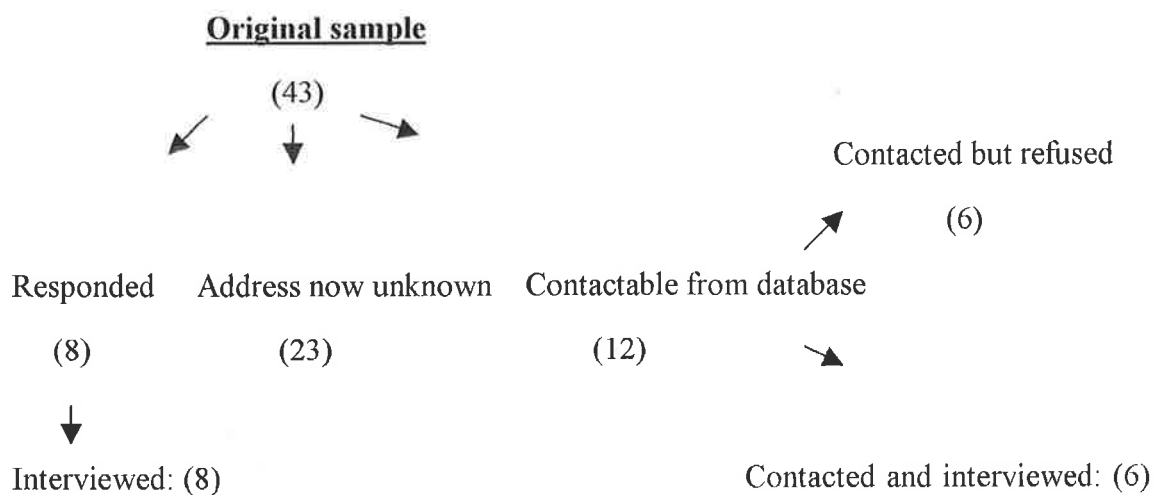 Original sample
(43)
Contacted but refused
(6)
Responded Address now unknown Contactable from database
(8) (23) (12)
Interviewed: (8) Contacted and interviewed: (6)